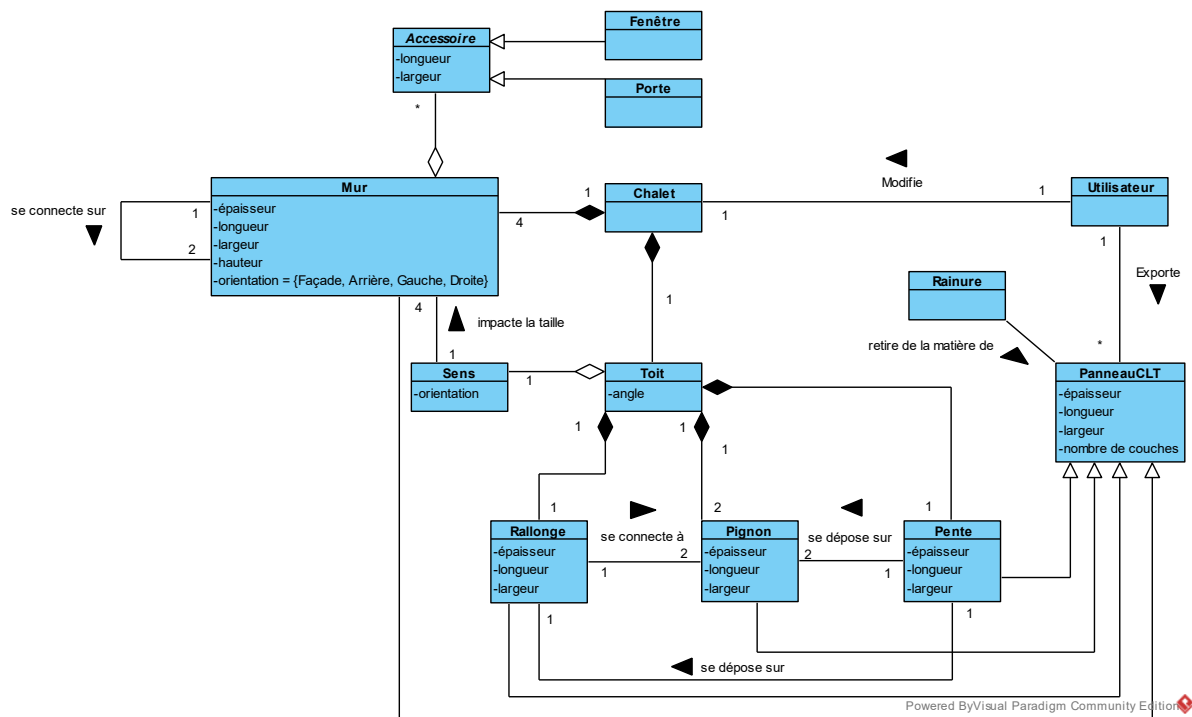 Accessoire
-longueur
-largeur
*
Fenêtre
Porte
Mur
-épaisseur
-longueur
-largeur
-hauteur
-orientation = {Façade, Arrière, Gauche, Droite}
se connecte sur
1
2
4
1
Chalet
1
Modifie
1
Utilisateur
1
Exporte
*
1
Rainure
retire de la matière de
PanneauCLT
-épaisseur
-longueur
-largeur
-nombre de couches
4
impacte la taille
1
Sens
-orientation
1
Toit
-angle
1
1
1
1
2
1
Rallonge
-épaisseur
-longueur
-largeur
se connecte à
1
2
Pignon
-épaisseur
-longueur
-largeur
se dépose sur
2
1
Pente
-épaisseur
-longueur
-largeur
1
1
se dépose sur
Powered ByVisual Paradigm Community Edition